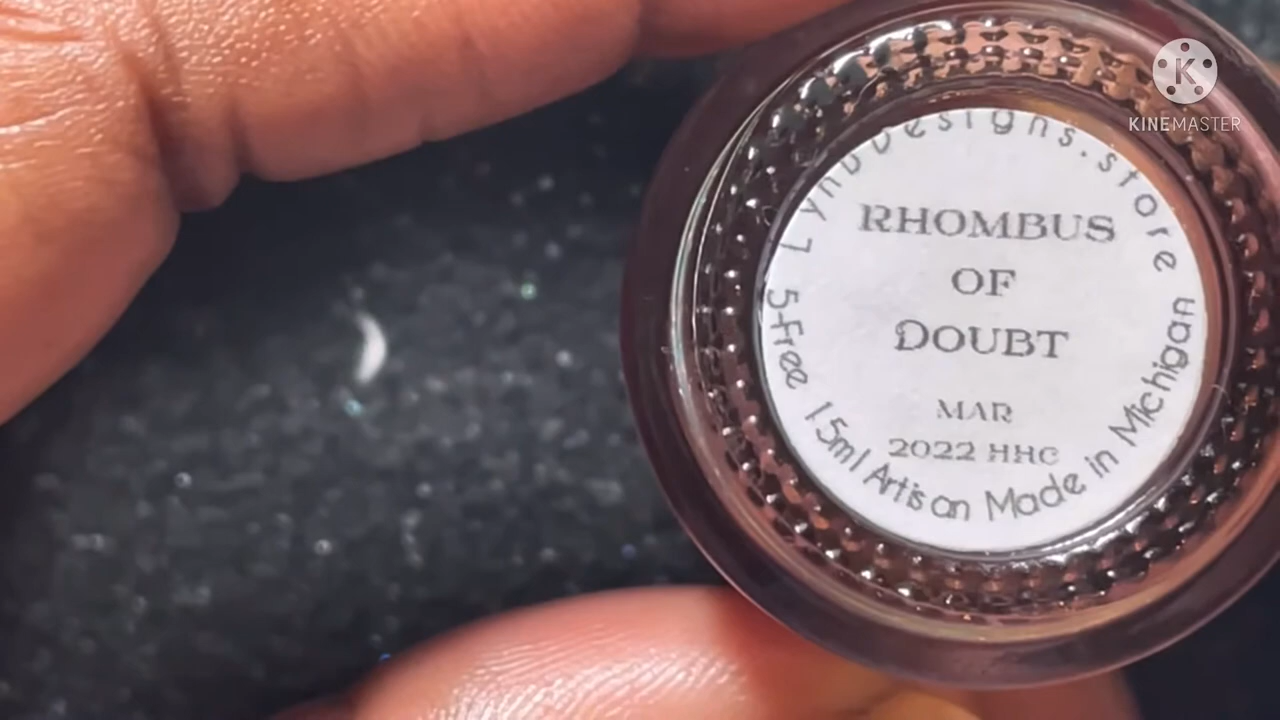 LynbDesigns.store
RHOMBUS
OF
DOUBT
MAR
2022 HHC
5-Free 15ml Artisan Made in Michigan
K
KINEMASTER